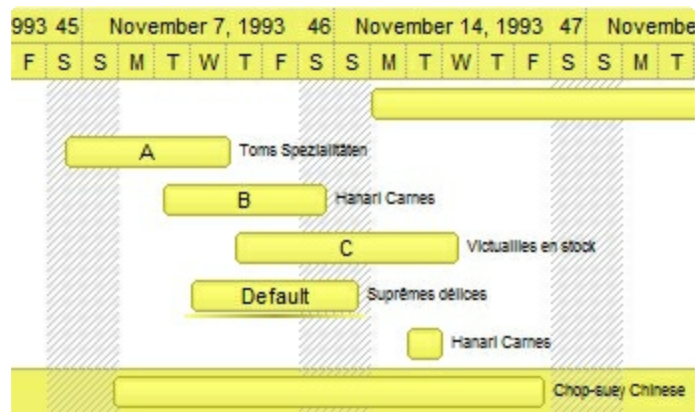 993 45 November 7, 1993 46 November 14, 1993 47 Novembe
F S S M T W T F S S M T W T F S S M T
A Toms Spezialitäten
B Hanari Carnes
C Victuailles en stock
Default Suprêmes délices
Hanari Carnes
Chop-suey Chinese